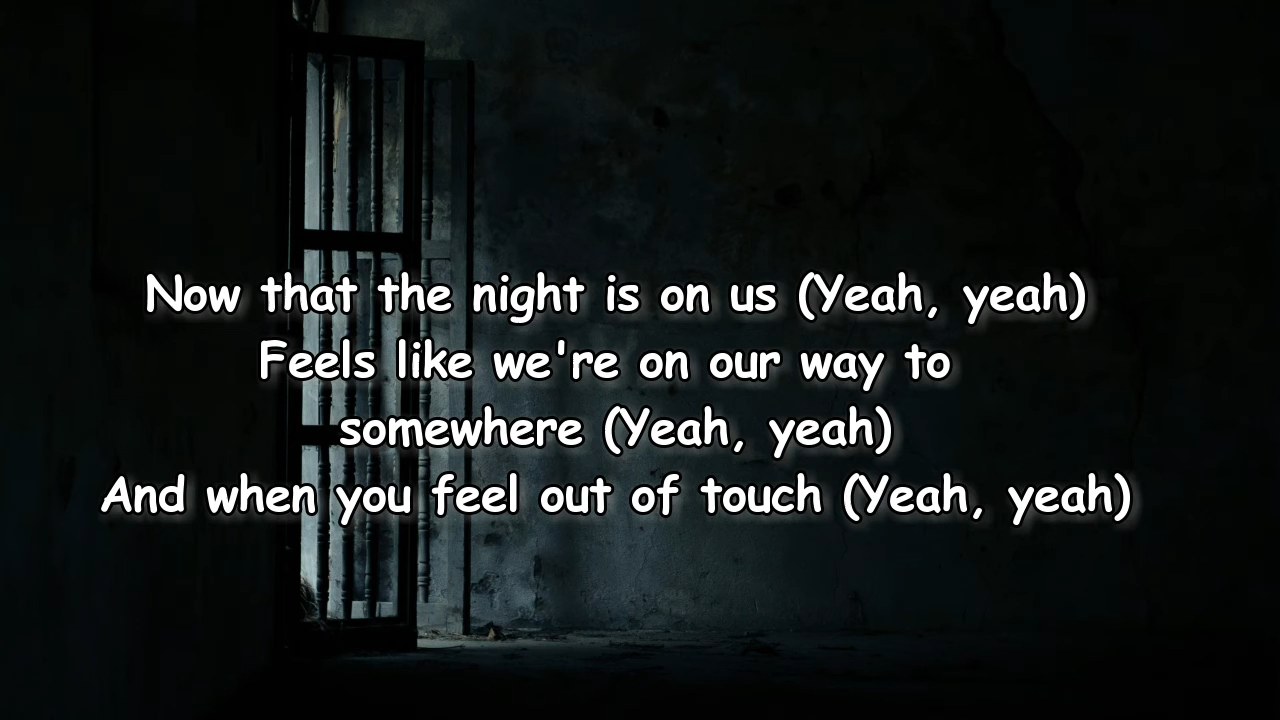 Now that the night is on us (Yeah, yeah)
Feels like we're on our way to
somewhere (Yeah, yeah)
And when you feel out of touch (Yeah, yeah)